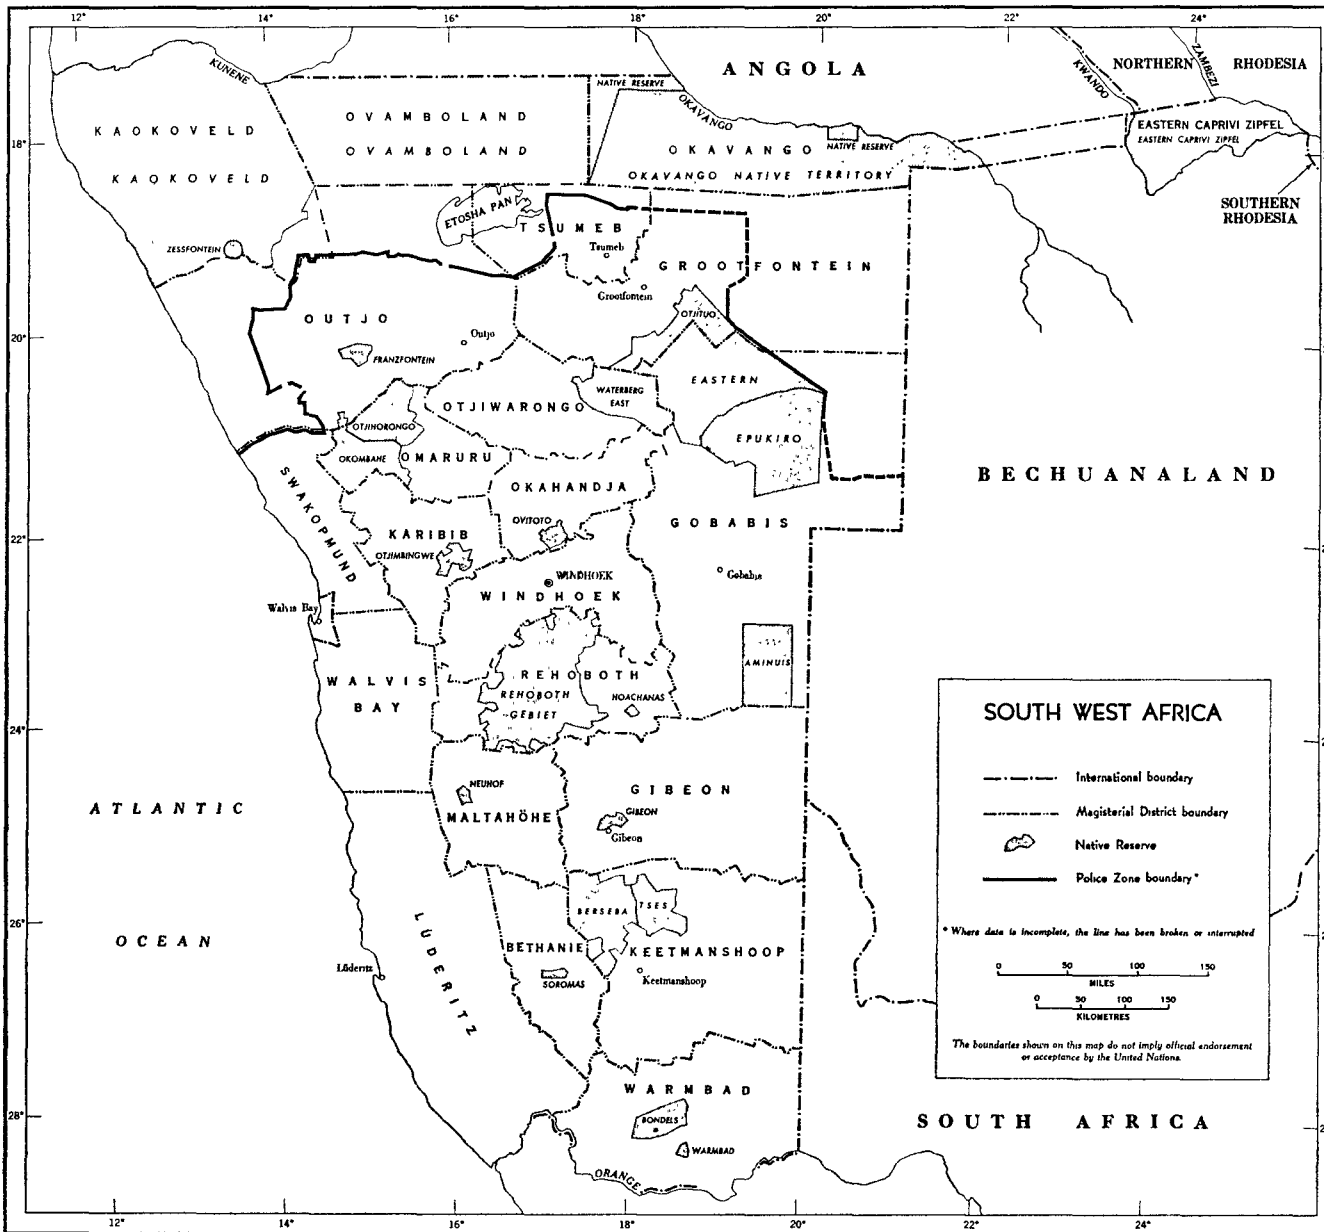 12° 14° 16° 18° 20° 22° 24°
ANGOLA
NORTHERN RHODESIA
KUNENE
NATIVE RESERVE
OKAVANGO
KWANDO
ZAMBEZI
KAOKOVELD
KAOKOVELD
OVAMBOLAND
OVAMBOLAND
OKAVANGO
NATIVE RESERVE
OKAVANGO NATIVE TERRITORY
EASTERN CAPRIVI ZIPFEL
EASTERN CAPRIVI ZIPFEL
18°
SOUTHERN
RHODESIA
ETOSHA PAN
TSUMEB
Tsumeb
ZESSFONTEIN
GROOTFONTEIN
Grootfontein
OUTJO
Outjo
OTJITUO
20°
FRANZFONTEIN
WATERBERG
EAST
EASTERN
OTJIWARONGO
OTJIHORONGO
EPUKIRO
OKOMBAHE
OMARURU
OKAHANDJA
BECHUANALAND
SWAKOPMUND
KARIBIB
OTJIMBINGWE
OVITOTO
GOBABIS
22°
Gobabis
WINDHOEK
WINDHOEK
Walvis Bay
WALVIS
BAY
REHOBOTH
REHOBOTH
GEBIET
HOACHANAS
AMINUIS
24°
NEUHOF
MALTAHÖHE
GIBEON
GIBEON
Gibeon
ATLANTIC
OCEAN
LÜDERITZ
Lüderitz
BERSEBA
TSES
26°
BETHANIE
SOROMAS
KEETMANSHOOP
Keetmanshoop
WARMBAD
BONDELS
WARMBAD
28°
ORANGE
SOUTH AFRICA
SOUTH WEST AFRICA
International boundary
Magisterial District boundary
Native Reserve
Police Zone boundary*
* Where data is incomplete, the line has been broken or interrupted
0 50 100 150
MILES
0 50 100 150
KILOMETRES
The boundaries shown on this map do not imply official endorsement
or acceptance by the United Nations.
12° 14° 16° 18° 20° 22° 24°